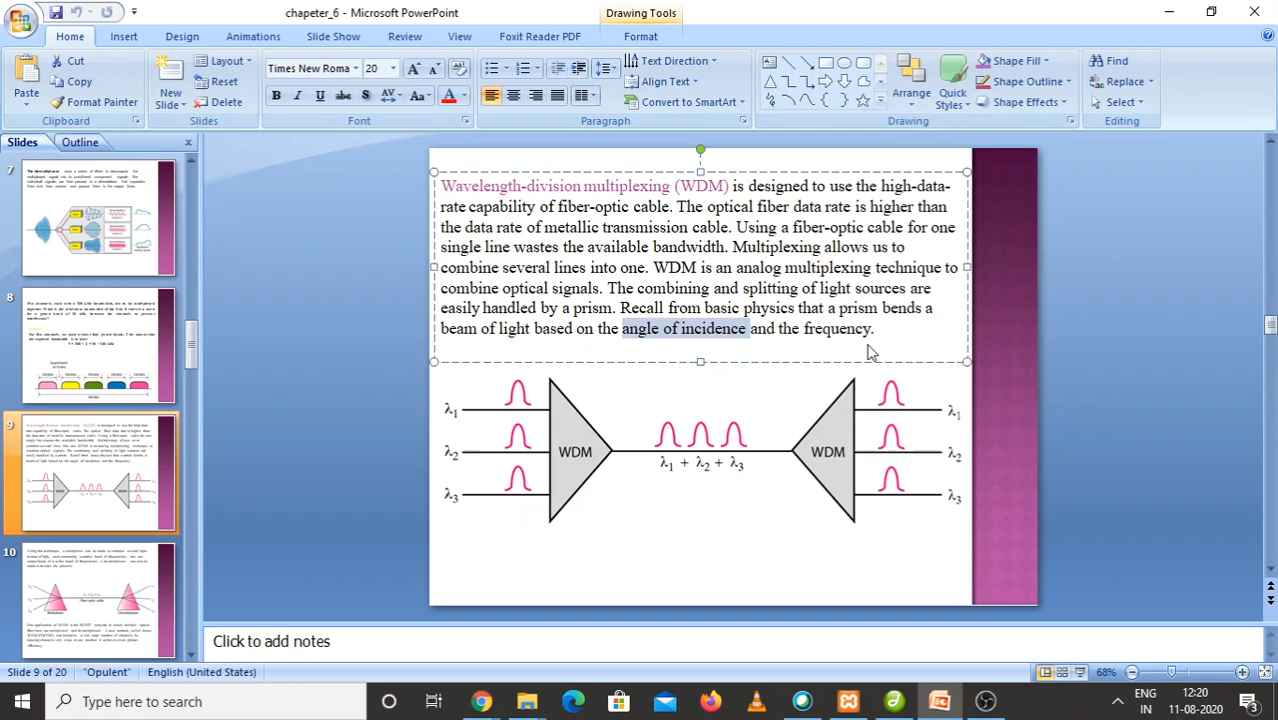 chapeter_6 - Microsoft PowerPoint
Drawing Tools
Home Insert Design Animations Slide Show Review View Foxit Reader PDF Format
Paste
Cut
Copy
Format Painter
Clipboard
New Slide
Layout
Reset
Delete
Slides
Times New Roma 20
B I U abc S AV Aa A
Font
Text Direction
Align Text
Convert to SmartArt
Paragraph
Arrange
Quick Styles
Shape Fill
Shape Outline
Shape Effects
Drawing
Find
Replace
Select
Editing
Slides Outline
7
8
9
10
Wavelength-division multiplexing (WDM) is designed to use the high-data-
rate capability of fiber-optic cable. The optical fiber data rate is higher than
the data rate of metallic transmission cable. Using a fiber-optic cable for one
single line wastes the available bandwidth. Multiplexing allows us to
combine several lines into one. WDM is an analog multiplexing technique to
combine optical signals. The combining and splitting of light sources are
easily handled by a prism. Recall from basic physics that a prism bends a
beam of light based on the angle of incidence and the frequency.
λ1
λ2
λ3
WDM
λ1 + λ2 + λ3
WDM
λ1
λ2
λ3
Click to add notes
Slide 9 of 20 "Opulent" English (United States) 68%
Type here to search
ENG
IN
12:20
11-08-2020
3